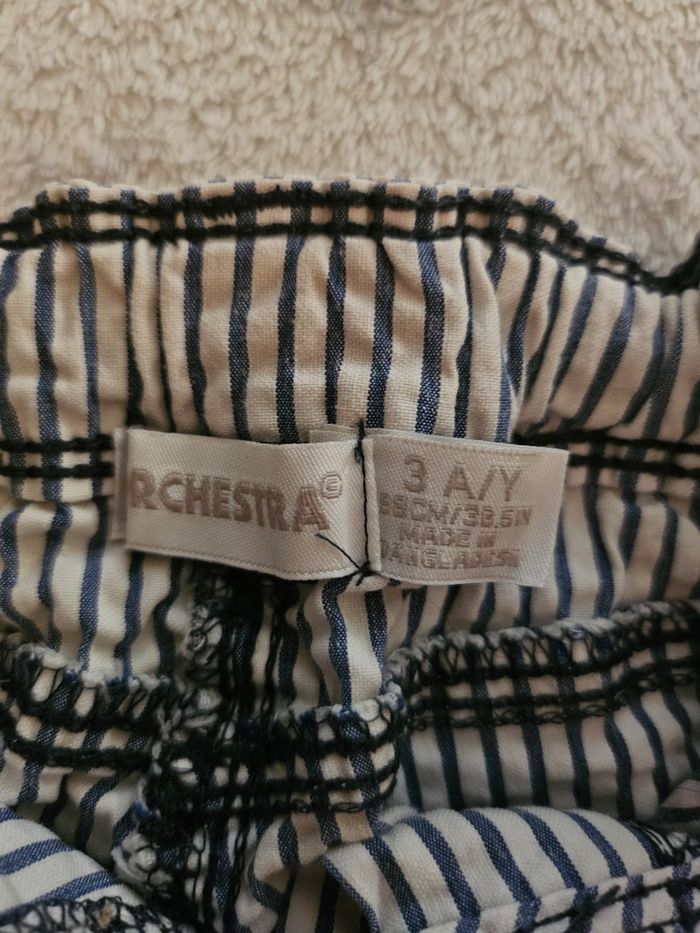 RCHESTRA®
3 A/Y
98CM/38.5IN
MADE IN
BANGLADESH